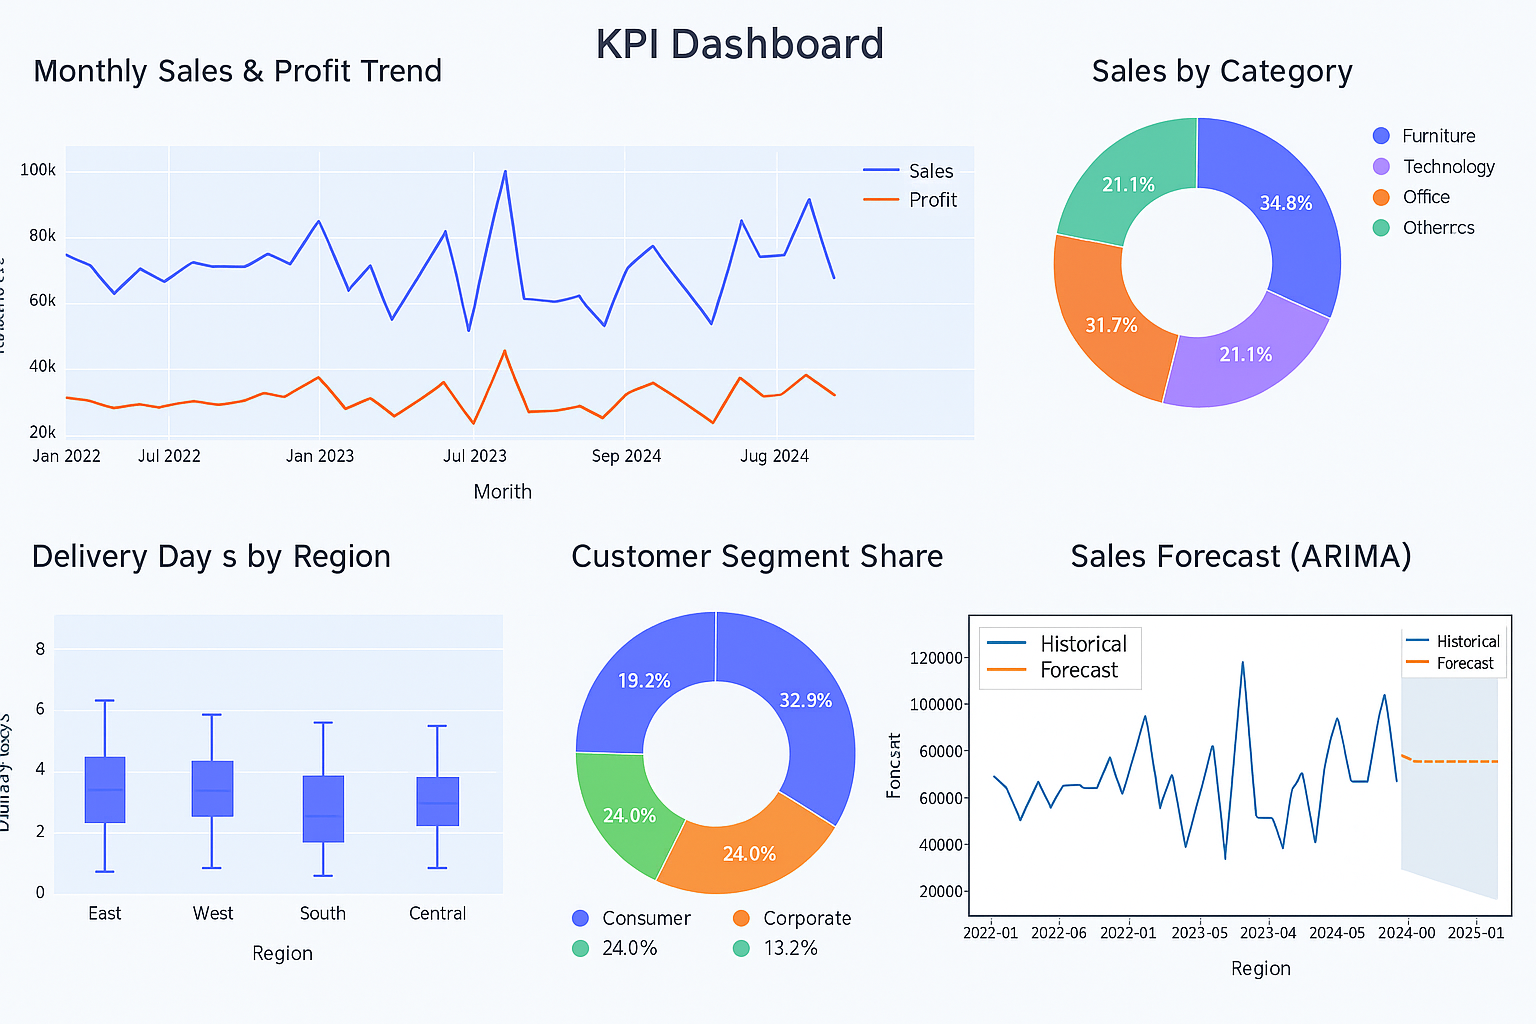 KPI Dashboard
Monthly Sales & Profit Trend
100k
80k
60k
40k
20k
Sales
Profit
Jan 2022 Jul 2022 Jan 2023 Jul 2023 Sep 2024 Jug 2024
Morith
Sales by Category
34.8%
21.1%
31.7%
21.1%
Furniture
Technology
Office
Otherrcs
Delivery Day s by Region
8
6
4
2
0
East West South Central
Region
Customer Segment Share
19.2%
32.9%
24.0%
24.0%
Consumer Corporate
24.0% 13.2%
Sales Forecast (ARIMA)
Historical
Forecast
Historical
Forecast
120000
100000
80000
60000
60000
40000
40000
20000
2022-01 2022-06 2022-01 2023-05 2023-04 2024-05 2024-00 2025-01
Region